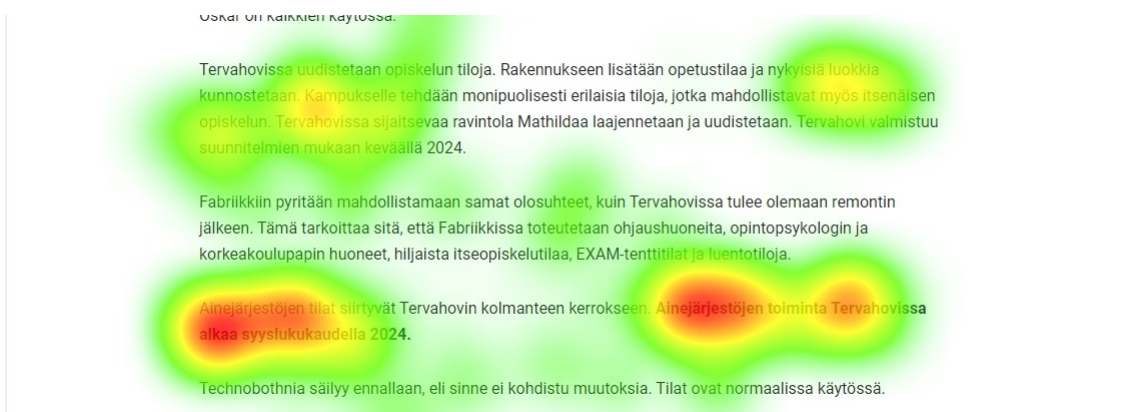 Oskar on kaikkien käytössä.
Tervahovissa uudistetaan opiskelun tiloja. Rakennukseen lisätään opetustilaa ja nykyisiä luokkia
kunnostetaan. Kampukselle tehdään monipuolisesti erilaisia tiloja, jotka mahdollistavat myös itsenäisen
opiskelun. Tervahovissa sijaitsevaa ravintola Mathildaa laajennetaan ja uudistetaan. Tervahovi valmistuu
suunnitelmien mukaan keväällä 2024.
Fabriikkiin pyritään mahdollistamaan samat olosuhteet, kuin Tervahovissa tulee olemaan remontin
jälkeen. Tämä tarkoittaa sitä, että Fabriikissa toteutetaan ohjaushuoneita, opintopsykologin ja
korkeakoulupapin huoneet, hiljaista itseopiskelutilaa, EXAM-tenttitilat ja luentotiloja.
Ainejärjestöjen tilat siirtyvät Tervahovin kolmanteen kerrokseen. Ainejärjestöjen toiminta Tervahovissa
alkaa syyslukukaudella 2024.
Technobothnia säilyy ennallaan, eli sinne ei kohdistu muutoksia. Tilat ovat normaalissa käytössä.